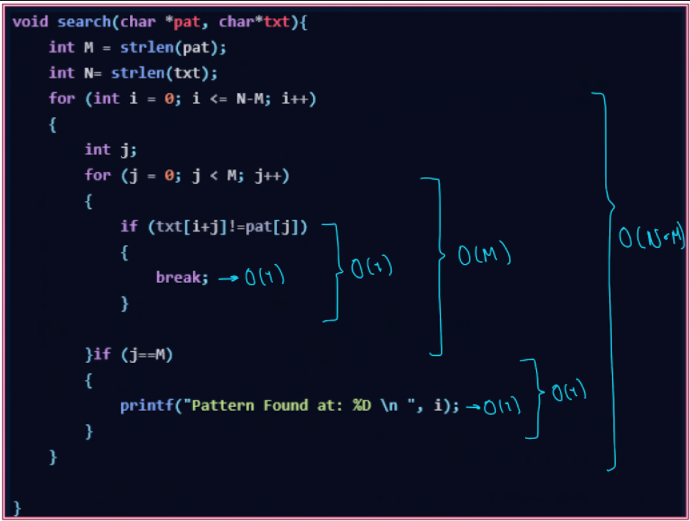 void search(char *pat, char*txt){
int M = strlen(pat);
int N= strlen(txt);
for (int i = 0; i <= N-M; i++)
{
int j;
for (j = 0; j < M; j++)
{
if (txt[i+j]!=pat[j])
{
break; → O(1)
}
O(1)
O(M)
O(N*M)
}if (j==M)
{
printf("Pattern Found at: %D \n ", i); → O(1)
}
O(1)
}
}